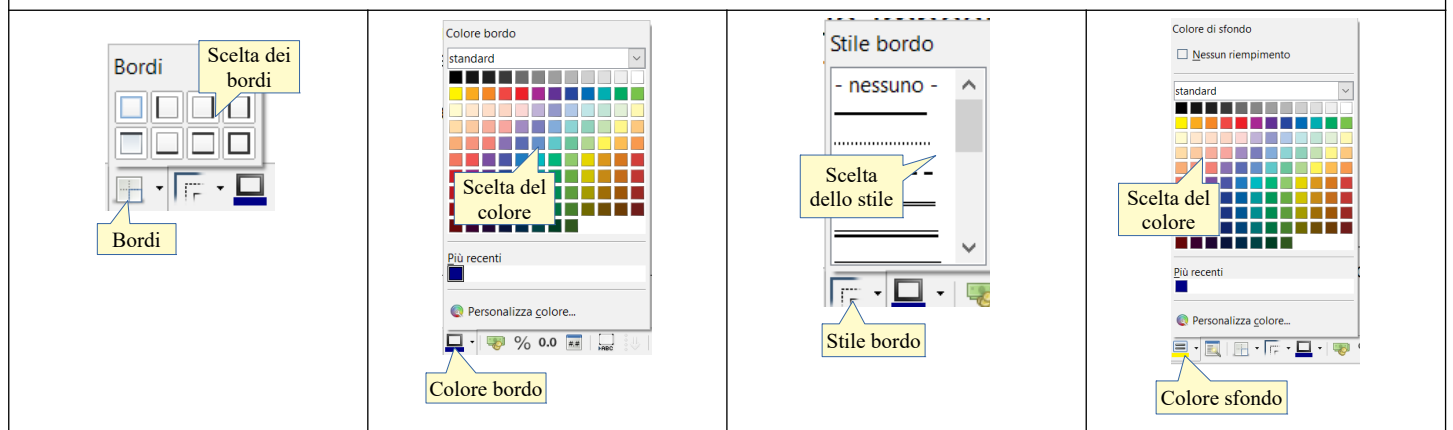 Bordi
Scelta dei
bordi
Bordi
Colore bordo
standard
Scelta del
colore
Più recenti
Personalizza colore...
% 0.0
Colore bordo
Stile bordo
- nessuno -
Scelta
dello stile
Stile bordo
Colore di sfondo
Nessun riempimento
standard
Scelta del
colore
Più recenti
Personalizza colore...
Colore sfondo